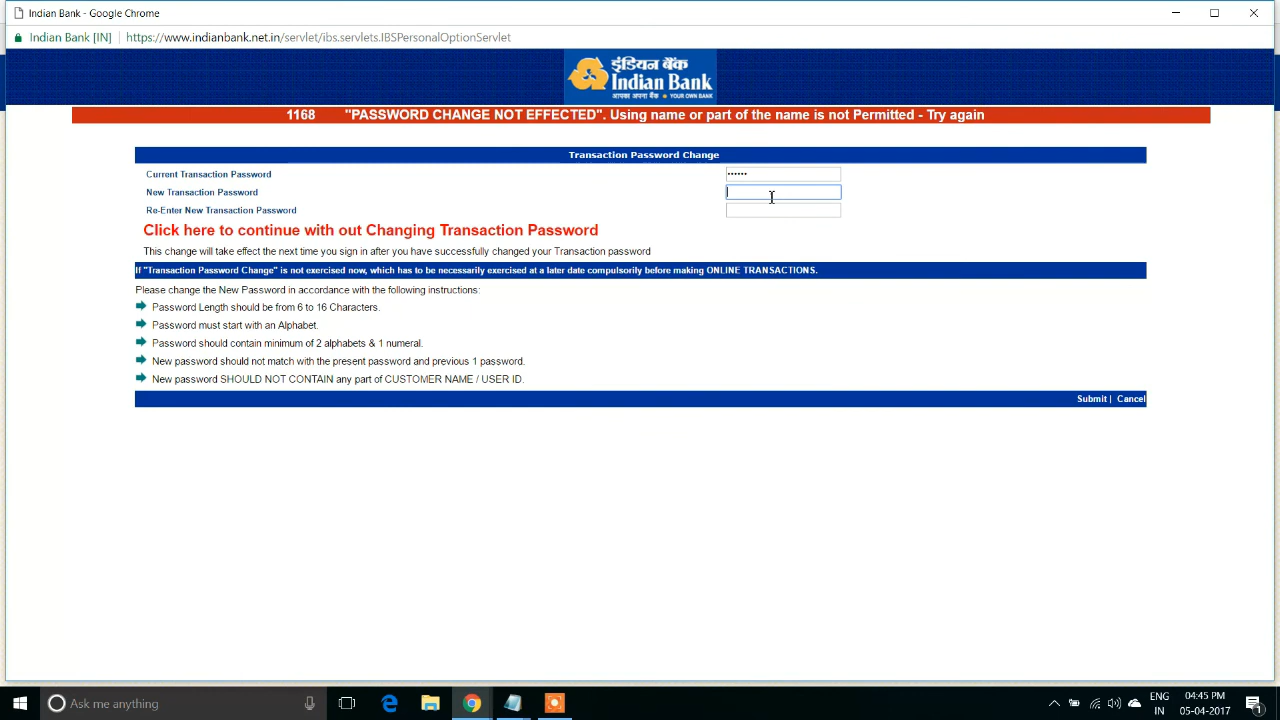 Indian Bank - Google Chrome
Indian Bank [IN] https://www.indianbank.net.in/servlet/ibs.servlets.IBSPersonalOptionServlet
इंडियन बैंक
Indian Bank
आपका अपना बैंक YOUR OWN BANK
1168 "PASSWORD CHANGE NOT EFFECTED". Using name or part of the name is not Permitted - Try again
Transaction Password Change
Current Transaction Password ••••••
New Transaction Password
Re-Enter New Transaction Password
Click here to continue with out Changing Transaction Password
This change will take effect the next time you sign in after you have successfully changed your Transaction password
If "Transaction Password Change" is not exercised now, which has to be necessarily exercised at a later date compulsorily before making ONLINE TRANSACTIONS.
Please change the New Password in accordance with the following instructions:
Password Length should be from 6 to 16 Characters.
Password must start with an Alphabet.
Password should contain minimum of 2 alphabets & 1 numeral.
New password should not match with the present password and previous 1 password.
New password SHOULD NOT CONTAIN any part of CUSTOMER NAME / USER ID.
Submit | Cancel
Ask me anything
ENG 04:45 PM
IN 05-04-2017 1